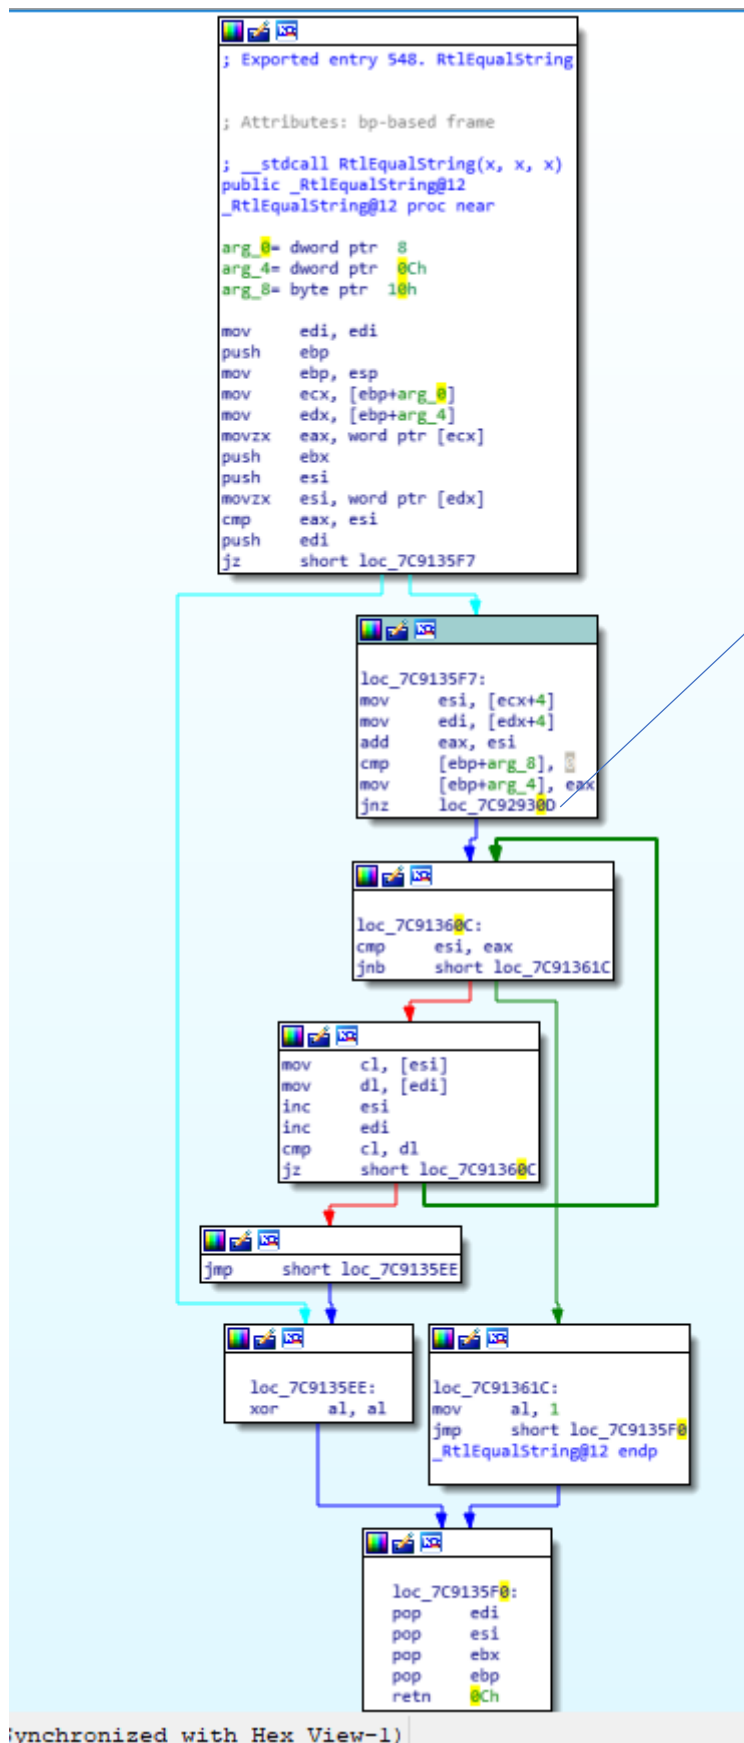 ; Exported entry 548. RtlEqualString
; Attributes: bp-based frame
; __stdcall RtlEqualString(x, x, x)
public _RtlEqualString@12
_RtlEqualString@12 proc near
arg_0= dword ptr  8
arg_4= dword ptr  0Ch
arg_8= byte ptr  10h
mov     edi, edi
push    ebp
mov     ebp, esp
mov     ecx, [ebp+arg_0]
mov     edx, [ebp+arg_4]
movzx   eax, word ptr [ecx]
push    ebx
push    esi
movzx   esi, word ptr [edx]
cmp     eax, esi
push    edi
jz      short loc_7C9135F7
loc_7C9135F7:
mov     esi, [ecx+4]
mov     edi, [edx+4]
add     eax, esi
cmp     [ebp+arg_8], 0
mov     [ebp+arg_4], eax
jnz     loc_7C92930D
loc_7C91360C:
cmp     esi, eax
jnb     short loc_7C91361C
mov     cl, [esi]
mov     dl, [edi]
inc     esi
inc     edi
cmp     cl, dl
jz      short loc_7C91360C
jmp     short loc_7C9135EE
loc_7C9135EE:
xor     al, al
loc_7C91361C:
mov     al, 1
jmp     short loc_7C9135F0
_RtlEqualString@12 endp
loc_7C9135F0:
pop     edi
pop     esi
pop     ebx
pop     ebp
retn    0Ch
Synchronized with Hex View-1)